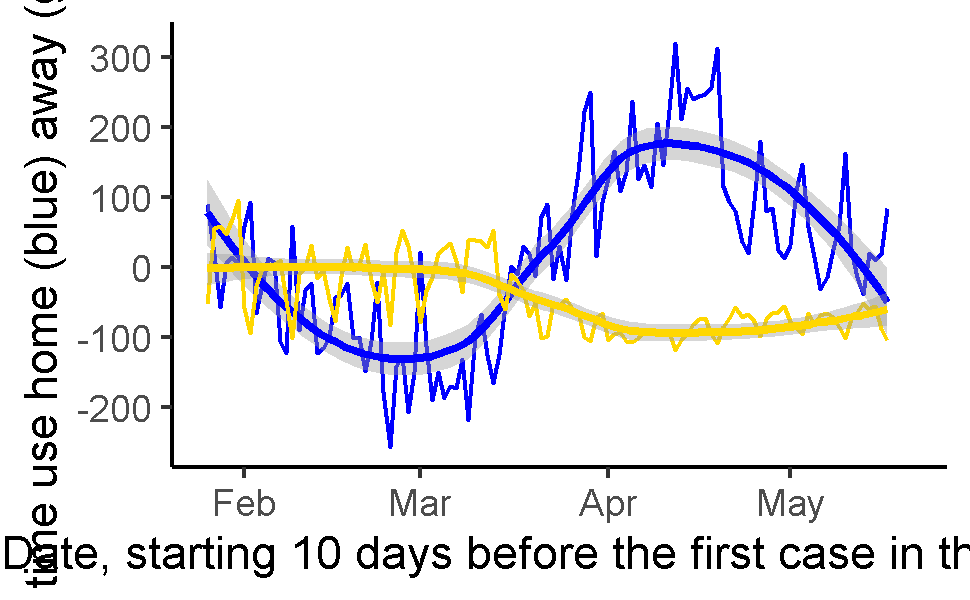 time use home (blue) away (
300
200
100
0
-100
-200
Feb Mar Apr May
Date, starting 10 days before the first case in th